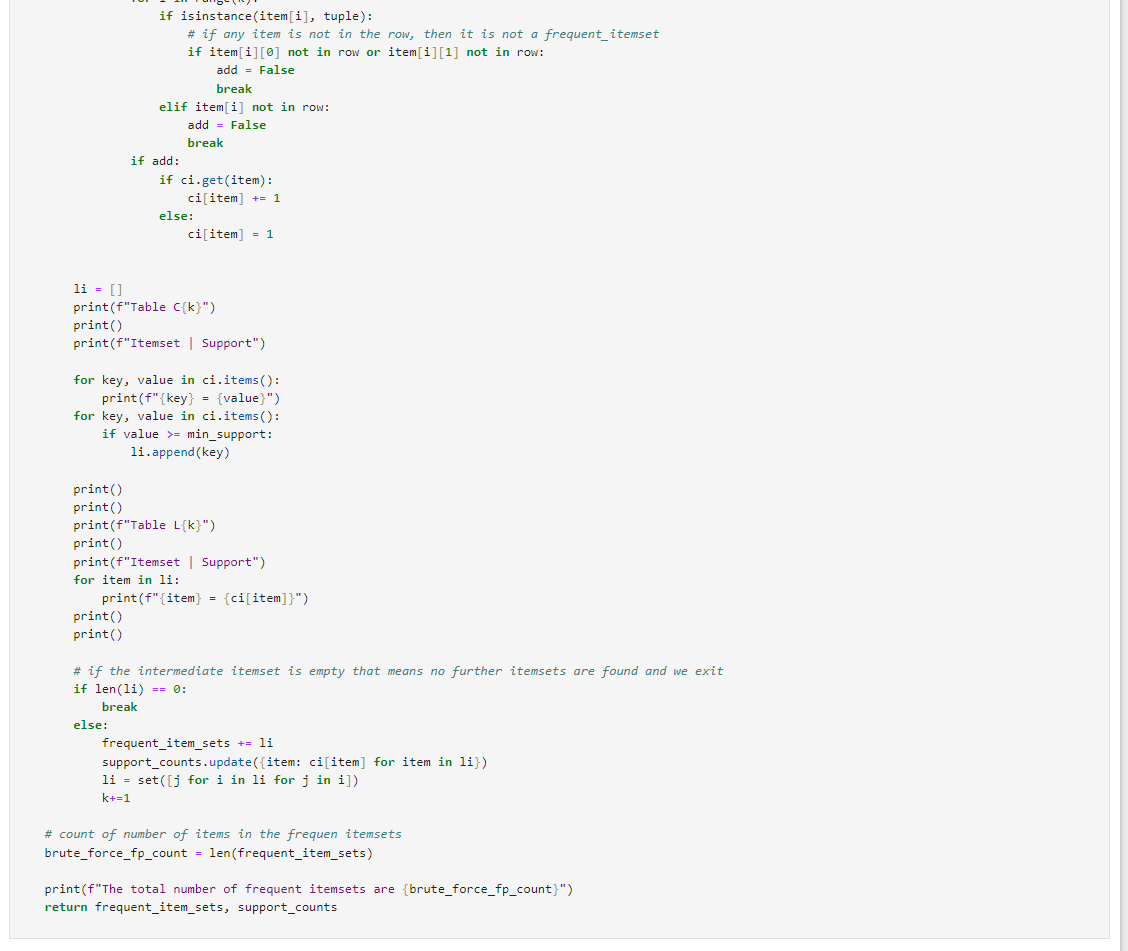 for i in range(k):
if isinstance(item[i], tuple):
# if any item is not in the row, then it is not a frequent_itemset
if item[i][0] not in row or item[i][1] not in row:
add = False
break
elif item[i] not in row:
add = False
break
if add:
if ci.get(item):
ci[item] += 1
else:
ci[item] = 1
li = []
print(f"Table C{k}")
print()
print(f"Itemset | Support")
for key, value in ci.items():
print(f"{key} = {value}")
for key, value in ci.items():
if value >= min_support:
li.append(key)
print()
print()
print(f"Table L{k}")
print()
print(f"Itemset | Support")
for item in li:
print(f"{item} = {ci[item]}")
print()
print()
# if the intermediate itemset is empty that means no further itemsets are found and we exit
if len(li) == 0:
break
else:
frequent_item_sets += li
support_counts.update({item: ci[item] for item in li})
li = set([j for i in li for j in i])
k+=1
# count of number of items in the frequen itemsets
brute_force_fp_count = len(frequent_item_sets)
print(f"The total number of frequent itemsets are {brute_force_fp_count}")
return frequent_item_sets, support_counts